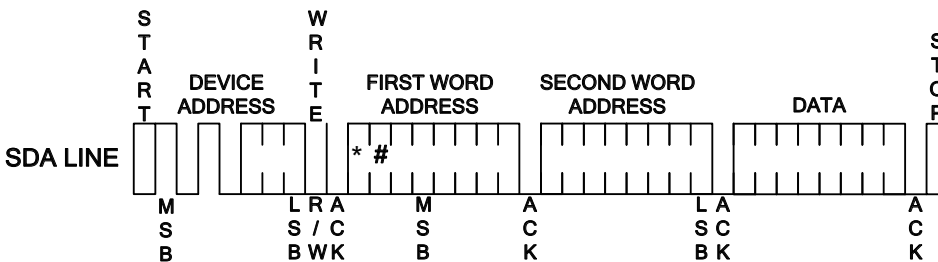 START
WRITE
STOP
DEVICE
ADDRESS
FIRST WORD
ADDRESS
SECOND WORD
ADDRESS
DATA
SDA LINE
* #
MSB
LSB
R/W
ACK
MSB
ACK
LSB
ACK
ACK